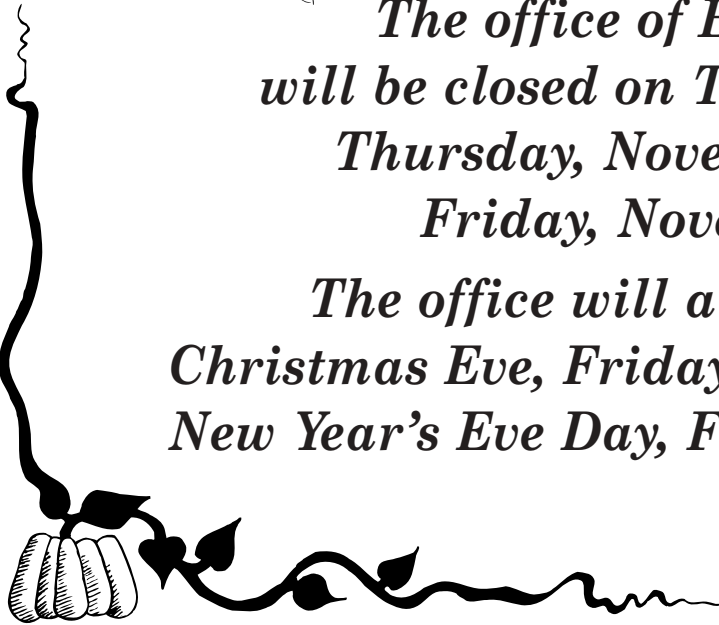 The office of
will be closed on
Thursday,
Friday,
The office will
Christmas Eve, Friday
New Year’s Eve Day,